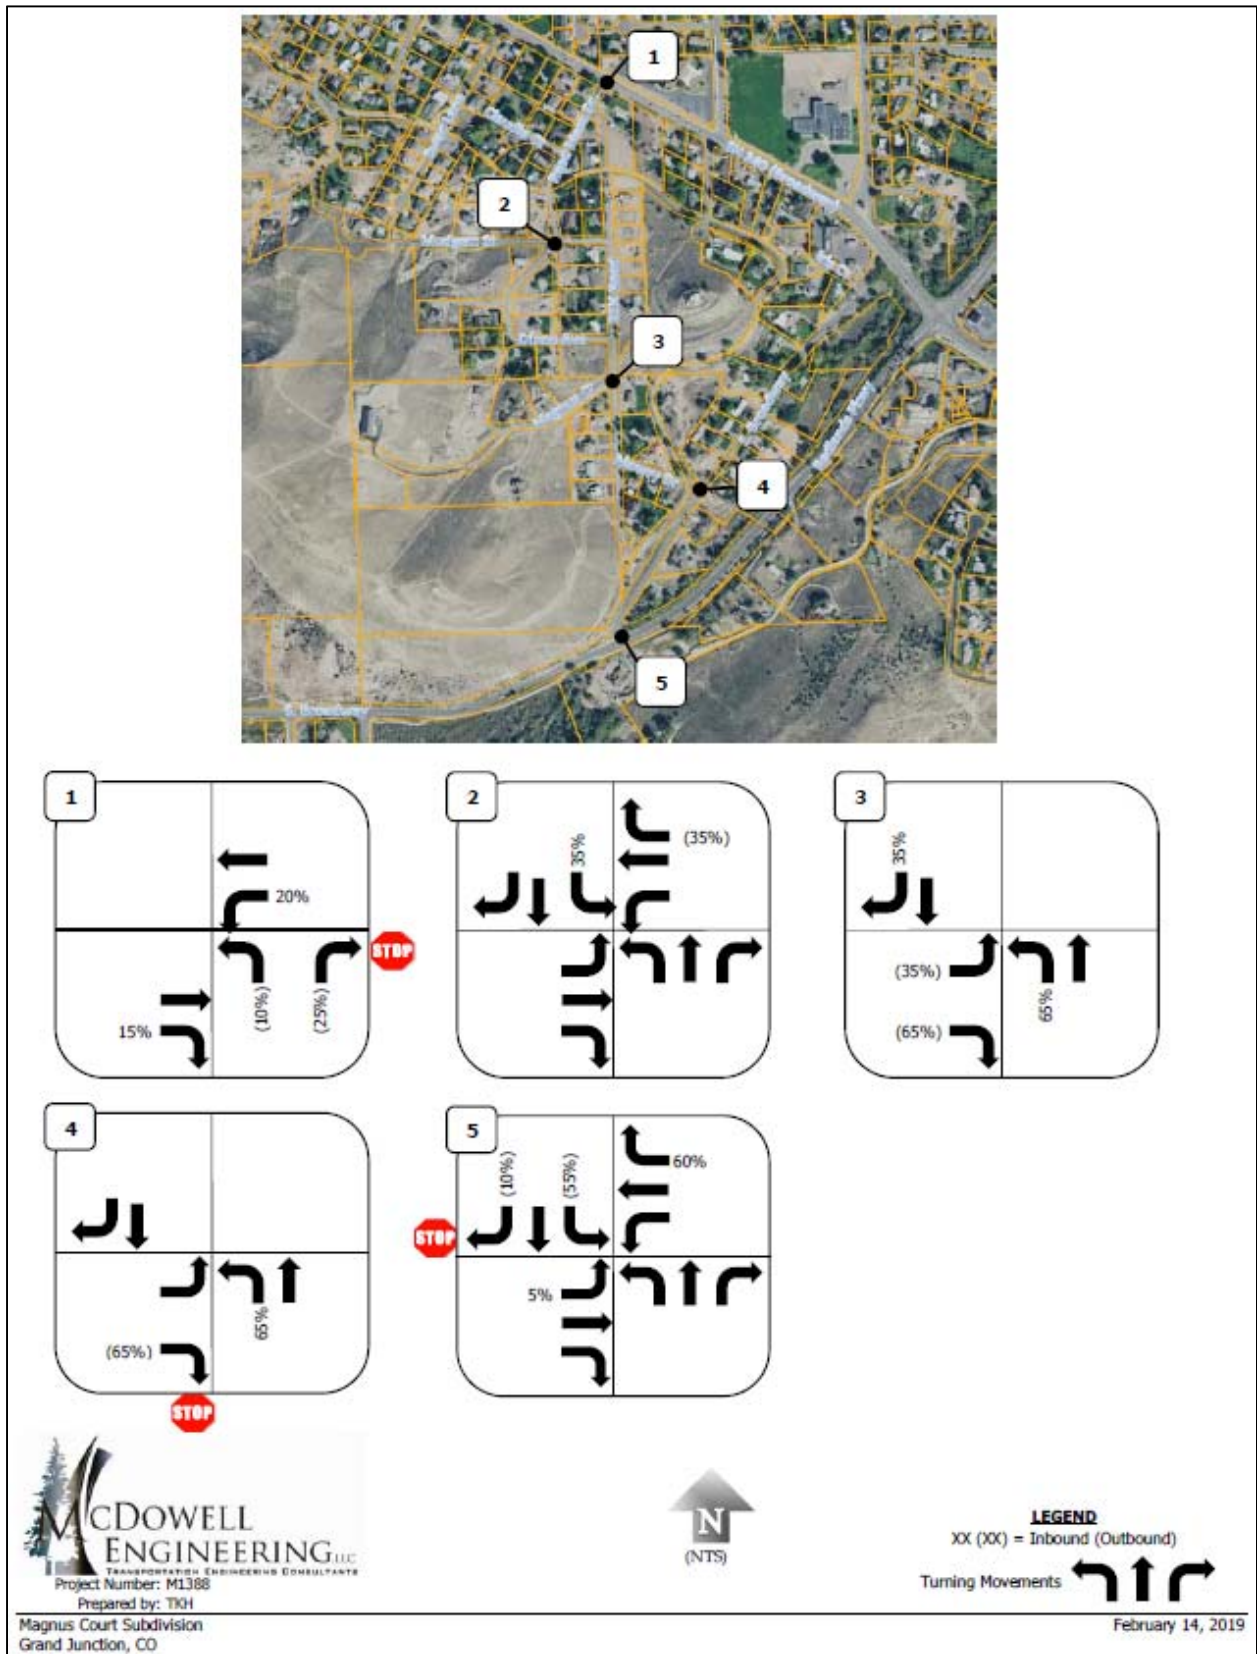 1
2
3
4
5
1
20%
15%
(10%)
(25%)
STOP
2
35%
(35%)
3
35%
(35%)
(65%)
65%
4
65%
(65%)
STOP
5
(10%)
(55%)
60%
STOP
5%
MCDOWELL
ENGINEERING LLC
TRANSPORTATION ENGINEERING CONSULTANTS
Project Number: M1388
Prepared by: TKH
N
(NTS)
LEGEND
XX (XX) = Inbound (Outbound)
Turning Movements
Magnus Court Subdivision
Grand Junction, CO
February 14, 2019